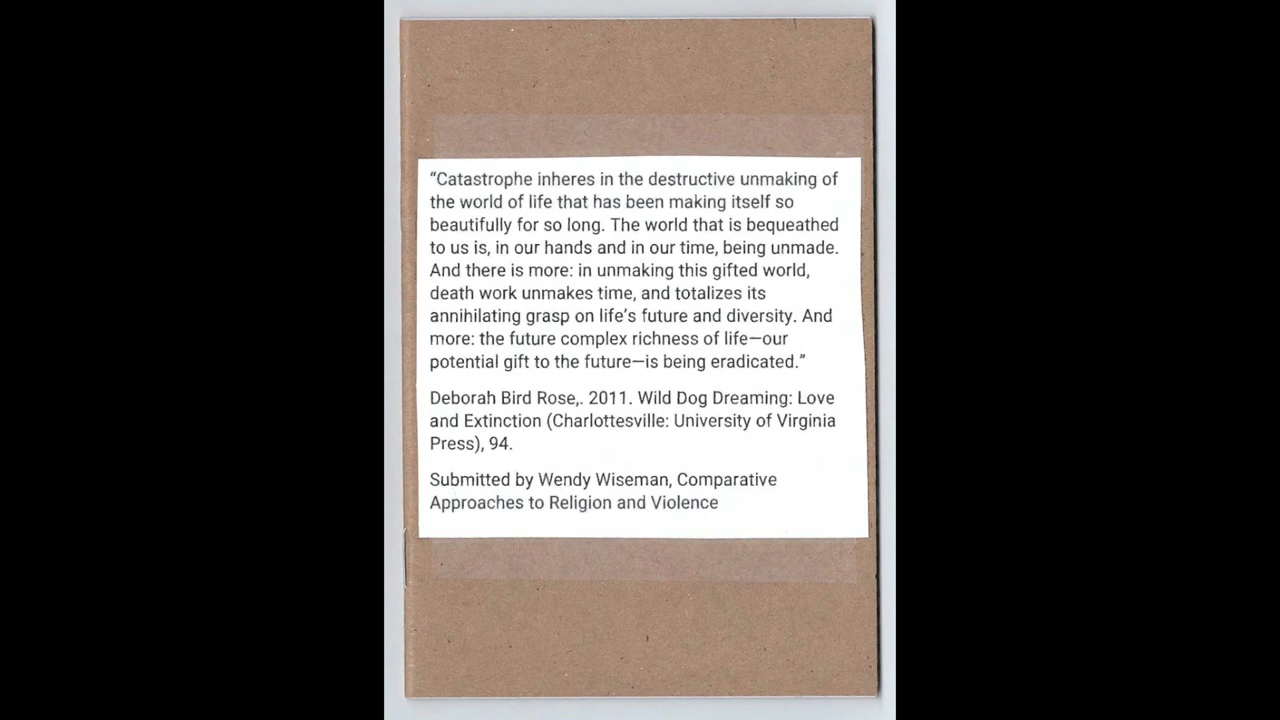 “Catastrophe inheres in the destructive unmaking of
the world of life that has been making itself so
beautifully for so long. The world that is bequeathed
to us is, in our hands and in our time, being unmade.
And there is more: in unmaking this gifted world,
death work unmakes time, and totalizes its
annihilating grasp on life’s future and diversity. And
more: the future complex richness of life—our
potential gift to the future—is being eradicated.”
Deborah Bird Rose,. 2011. Wild Dog Dreaming: Love
and Extinction (Charlottesville: University of Virginia
Press), 94.
Submitted by Wendy Wiseman, Comparative
Approaches to Religion and Violence